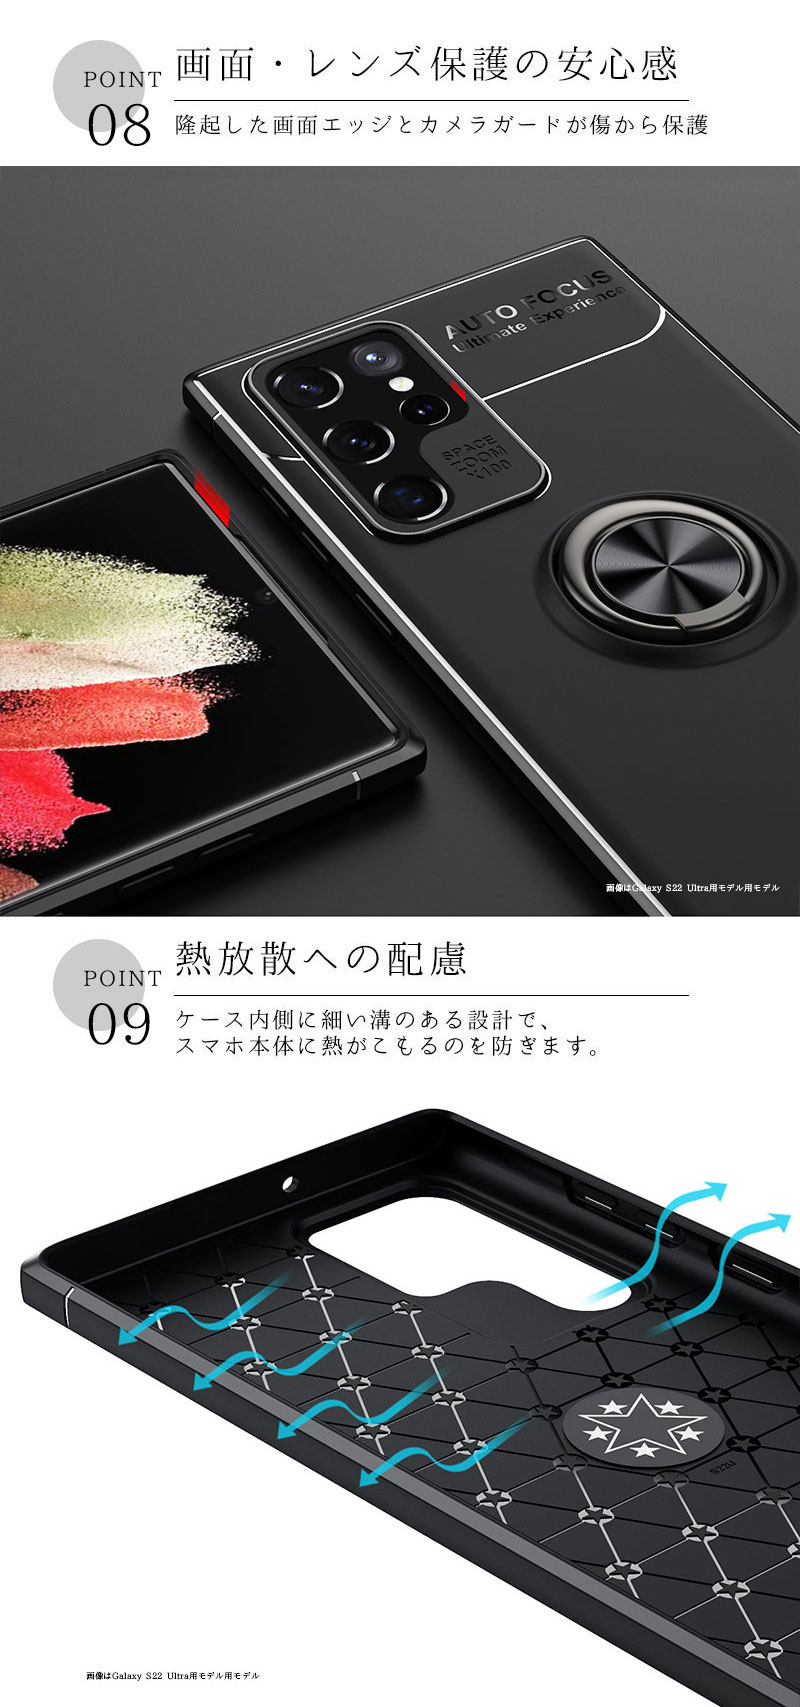 POINT
08
画面・レンズ保護の安心感
隆起した画面エッジとカメラガードが傷から保護
AUTO FOCUS
Ultimate Experience
SPACE
ZOOM
X100
画像はGalaxy S22 Ultra用モデル用モデル
POINT
09
熱放散への配慮
ケース内側に細い溝のある設計で、
スマホ本体に熱がこもるのを防ぎます。
S22U
画像はGalaxy S22 Ultra用モデル用モデル